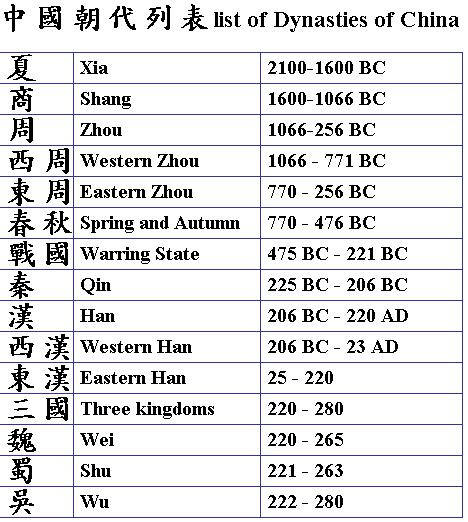 中國朝代列表 list of Dynasties of China
夏 Xia 2100-1600 BC
商 Shang 1600-1066 BC
周 Zhou 1066-256 BC
西周 Western Zhou 1066 - 771 BC
東周 Eastern Zhou 770 - 256 BC
春秋 Spring and Autumn 770 - 476 BC
戰國 Warring State 475 BC - 221 BC
秦 Qin 225 BC - 206 BC
漢 Han 206 BC - 220 AD
西漢 Western Han 206 BC - 23 AD
東漢 Eastern Han 25 - 220
三國 Three kingdoms 220 - 280
魏 Wei 220 - 265
蜀 Shu 221 - 263
吳 Wu 222 - 280